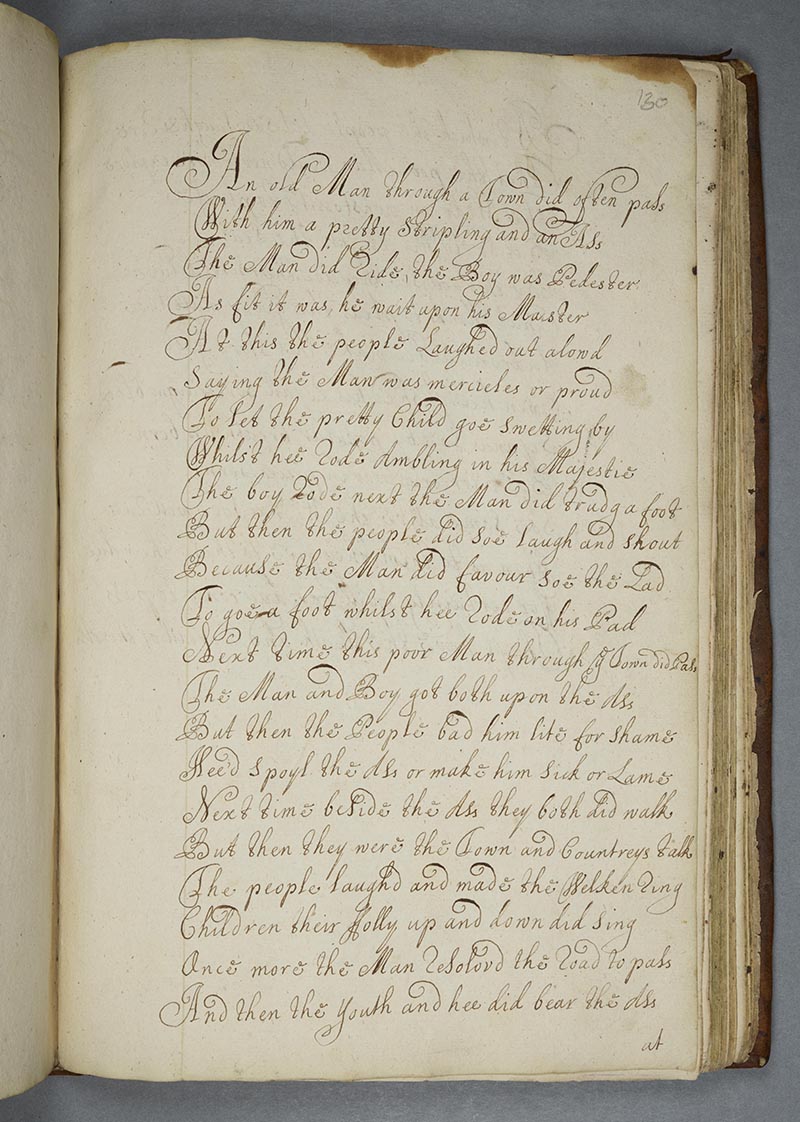 130
An old Man through a Town did often pass
With him a pretty Stripling and an Ass
The Man did Ride, the Boy was Pedester
As fit it was, he wait upon his Master
At this the people Laughed out alowd
Saying the Man was merciles or proud
To let the pretty Child goe swetting by
Whilst hee Rode Ambling in his Majestie
The boy Rode next the Man did trudg a foot
But then the people did soe laugh and shout
Because the Man did favour soe the Lad
To goe a foot whilst hee Rode on his Pad
Next time this poor Man through ye Town did Pass
The Man and Boy got both upon the Ass
But then the People bad him lite for shame
Hee'd spoyl the Ass or make him sick or Lame
Next time beside the Ass they both did walk
But then they were the Town and Countreys talk
The people laughd and made the Welken Ring
Children their ffolly up and down did sing
Once more the Man Resolovd the Road to pass
And then the Youth and hee did bear the Ass
at